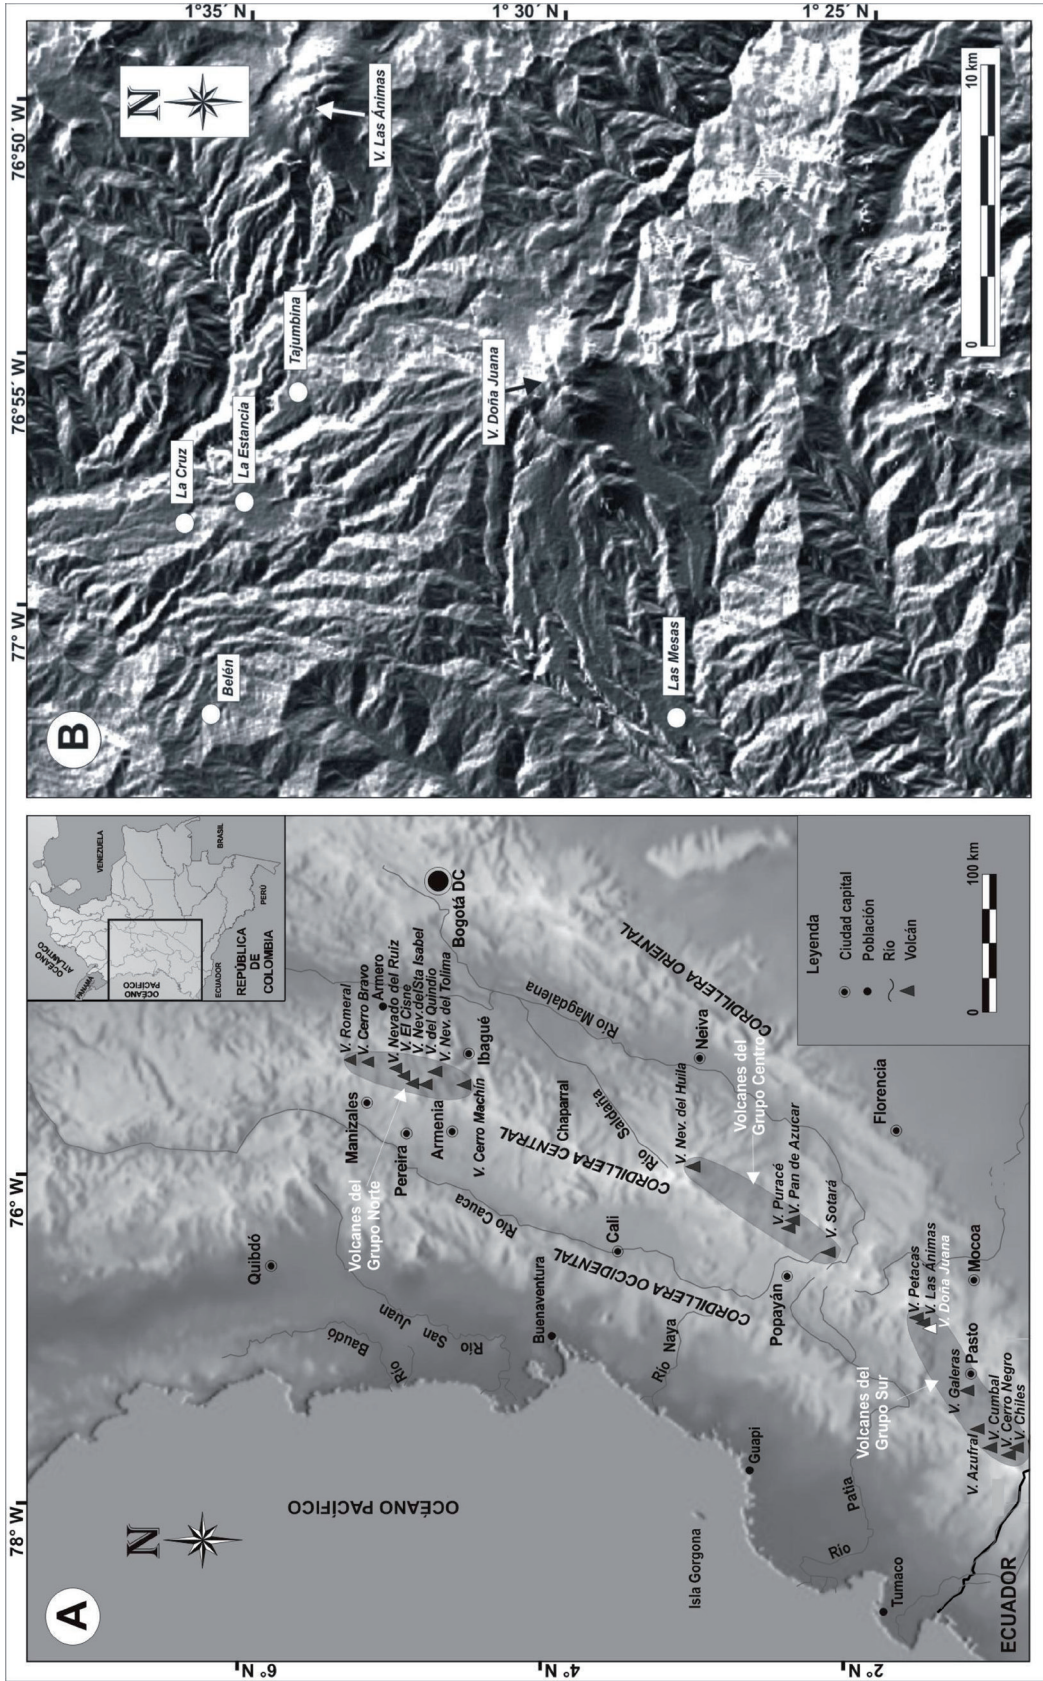 A
78° W
76° W
6° N
4° N
2° N
N
OCÉANO PACÍFICO
OCÉANO
ATLÁNTICO
PANAMÁ
VENEZUELA
OCÉANO
PACÍFICO
ECUADOR
BRASIL
PERÚ
REPÚBLICA
DE
COLOMBIA
Quibdó
Manizales
Pereira
Armenia
V. Cerro Machín
V. Romeral
V. Cerro Bravo
Armero
V. Nevado del Ruíz
V. El Cisne
V. Nev.delSta Isabel
V. del Quindío
V. Nev. del Tolima
Ibagué
Bogotá DC
Volcanes del
Grupo Norte
Río
Baudó
Río
San Juan
Río Cauca
Río Magdalena
CORDILLERA OCCIDENTAL
CORDILLERA CENTRAL
CORDILLERA ORIENTAL
Chaparral
Río
Saldaña
Buenaventura
Cali
Río
Naya
Neiva
V. Nev. del Huila
Volcanes del
Grupo Centro
V. Puracé
V. Pan de Azucar
V. Sotará
Popayán
Florencia
Guapi
Isla Gorgona
Río
Patia
Tumaco
Volcanes del
Grupo Sur
V. Petacas
V. Las Ánimas
V. Doña Juana
Mocoa
Pasto
V. Galeras
V. Azufral
V. Cumbal
V. Cerro Negro
V. Chiles
ECUADOR
Leyenda
Ciudad capital
Población
Río
Volcán
0
100 km
B
77° W
76°55´ W
76°50´ W
1°35´ N
1° 30´ N
1° 25´ N
N
Belén
La Cruz
La Estancia
Tajumbina
V. Las Ánimas
V. Doña Juana
Las Mesas
0
10 km